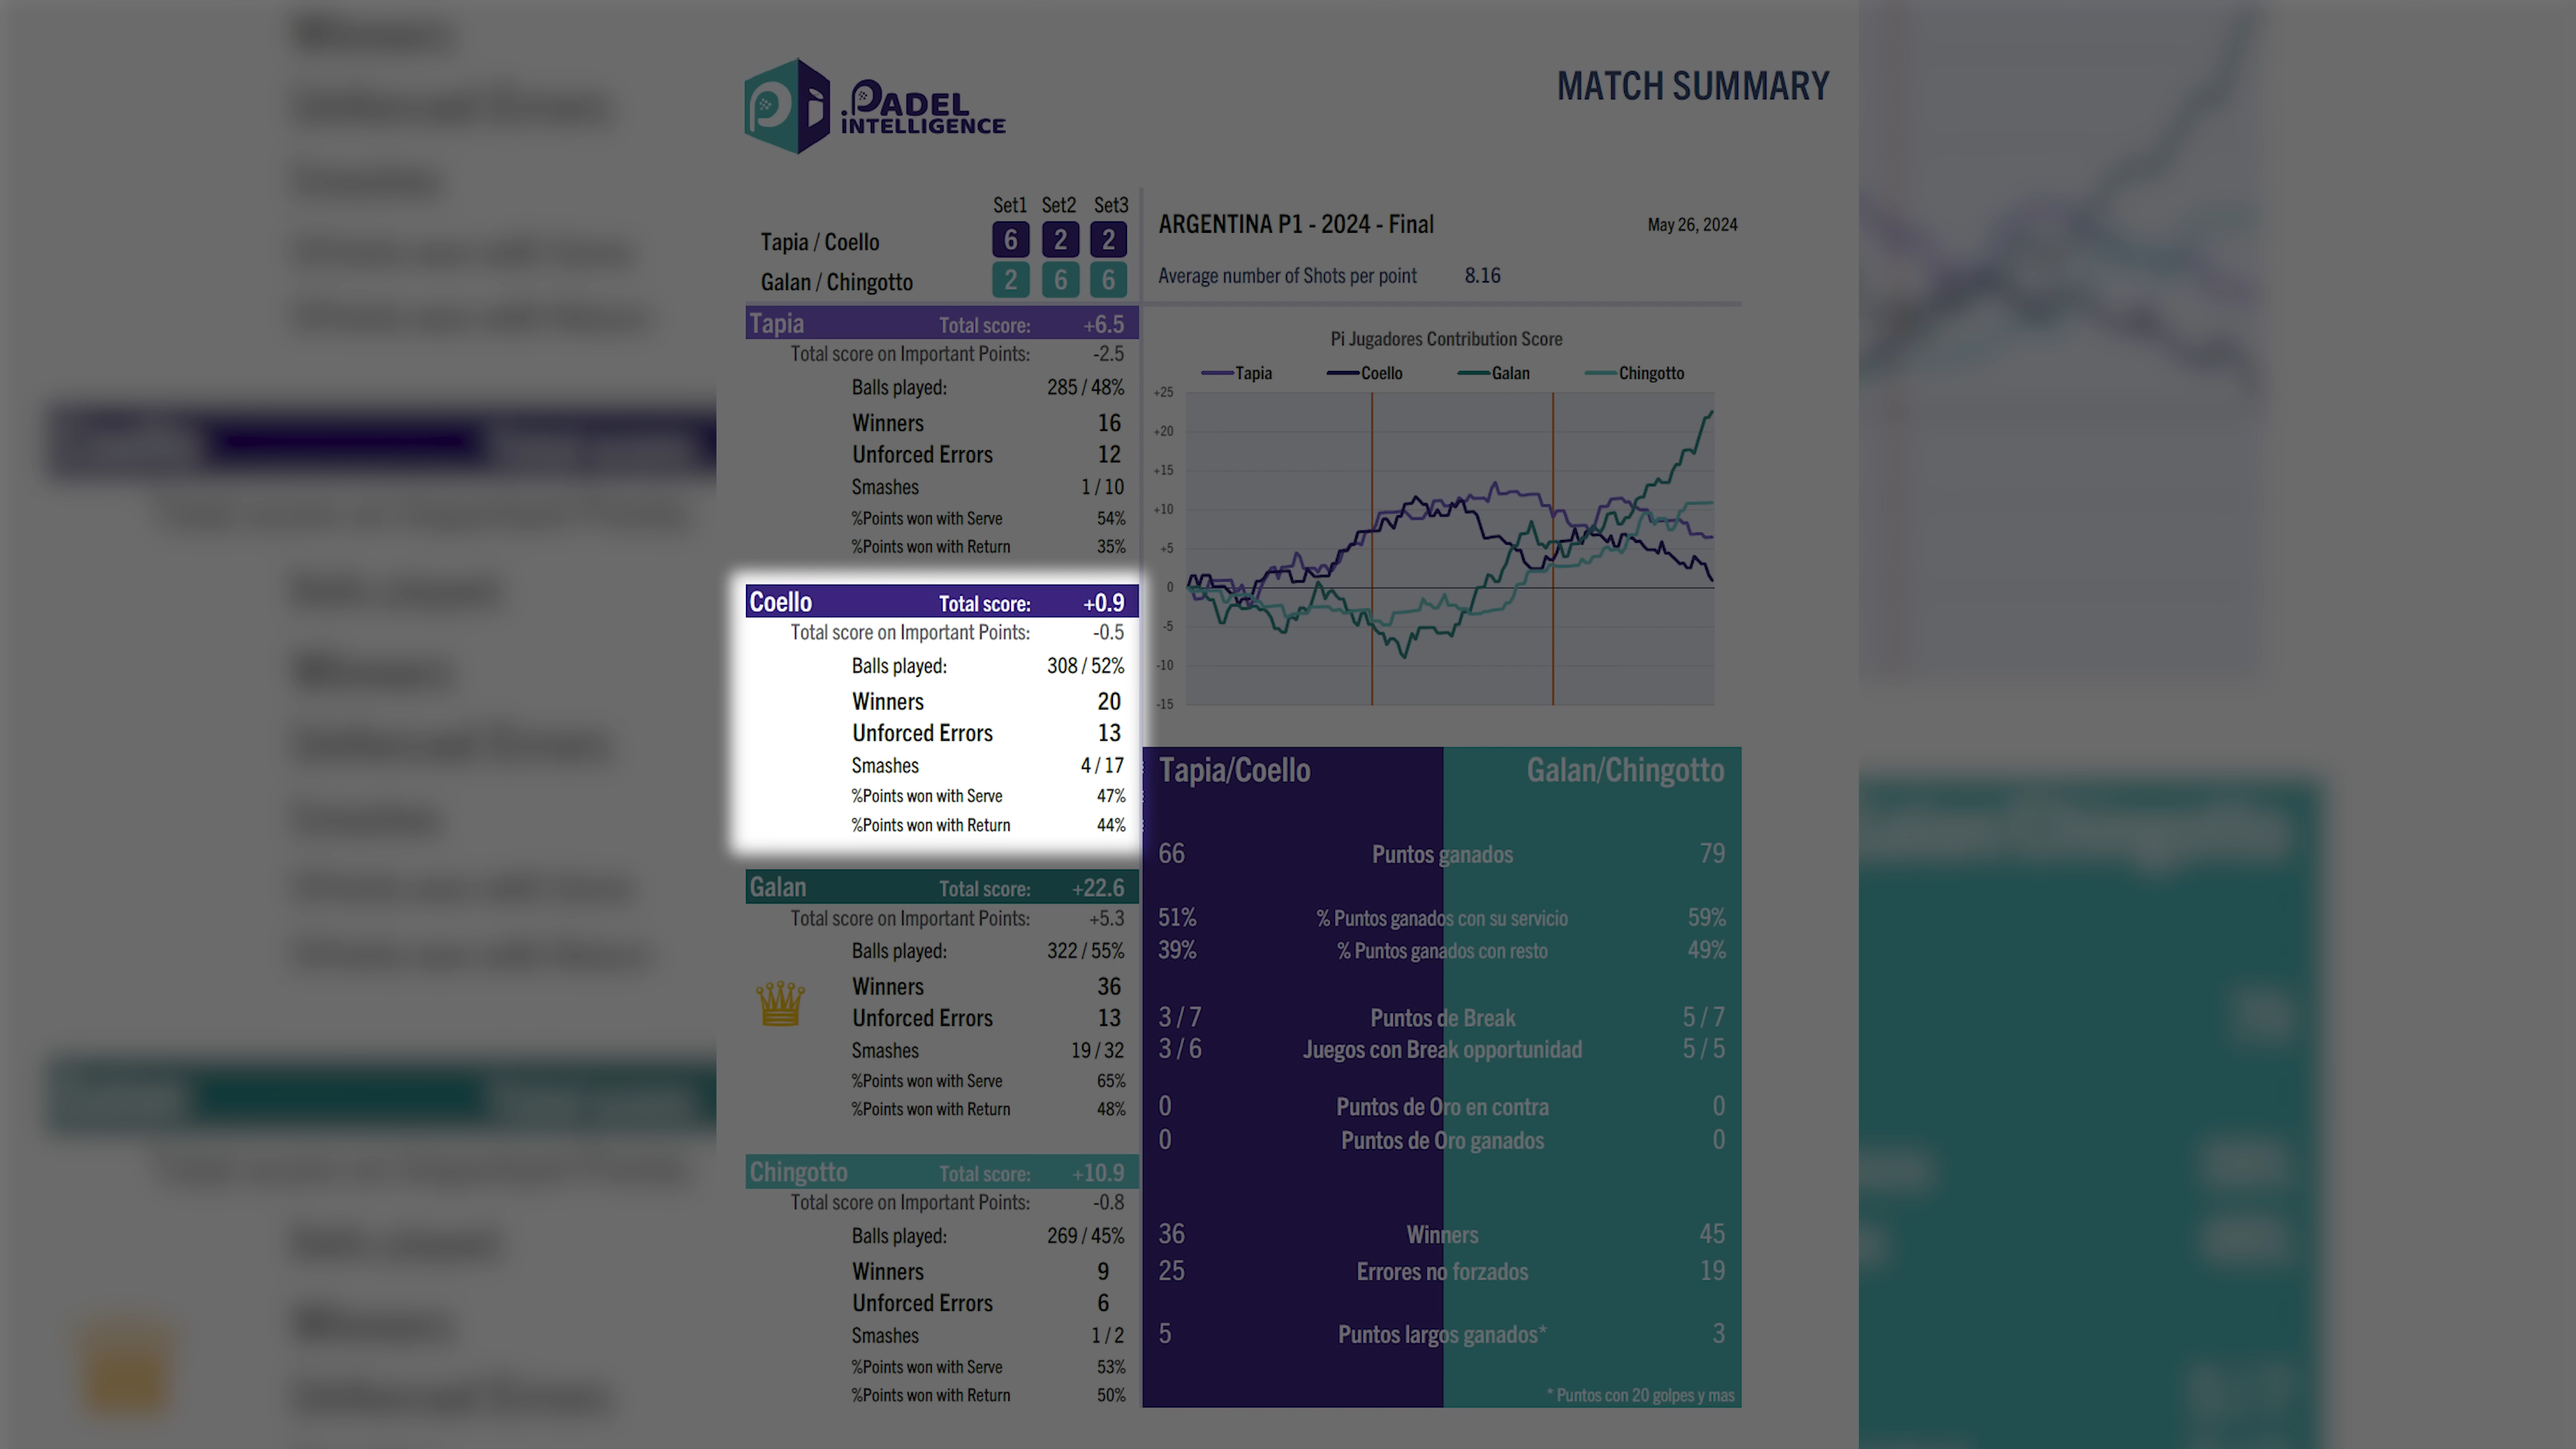 PADEL
INTELLIGENCE
MATCH SUMMARY
Set1 Set2 Set3
Tapia / Coello 6 2 2
Galan / Chingotto 2 6 6
ARGENTINA P1 - 2024 - Final May 26, 2024
Average number of Shots per point 8.16
Tapia Total score: +6.5
Total score on Important Points: -2.5
Balls played: 285 / 48%
Winners 16
Unforced Errors 12
Smashes 1 / 10
%Points won with Serve 54%
%Points won with Return 35%
Coello Total score: +0.9
Total score on Important Points: -0.5
Balls played: 308 / 52%
Winners 20
Unforced Errors 13
Smashes 4 / 17
%Points won with Serve 47%
%Points won with Return 44%
Galan Total score: +22.6
Total score on Important Points: +5.3
Balls played: 322 / 55%
Winners 36
Unforced Errors 13
Smashes 19 / 32
%Points won with Serve 65%
%Points won with Return 48%
Chingotto Total score: +10.9
Total score on Important Points: -0.8
Balls played: 269 / 45%
Winners 9
Unforced Errors 6
Smashes 1 / 2
%Points won with Serve 53%
%Points won with Return 50%
Pi Jugadores Contribution Score
Tapia Coello Galan Chingotto
+25
+20
+15
+10
+5
0
-5
-10
-15
Tapia/Coello Galan/Chingotto
66 Puntos ganados 79
51% % Puntos ganados con su servicio 59%
39% % Puntos ganados con resto 49%
3 / 7 Puntos de Break 5 / 7
3 / 6 Juegos con Break opportunidad 5 / 5
0 Puntos de Oro en contra 0
0 Puntos de Oro ganados 0
36 Winners 45
25 Errores no forzados 19
5 Puntos largos ganados* 3
* Puntos con 20 golpes y mas